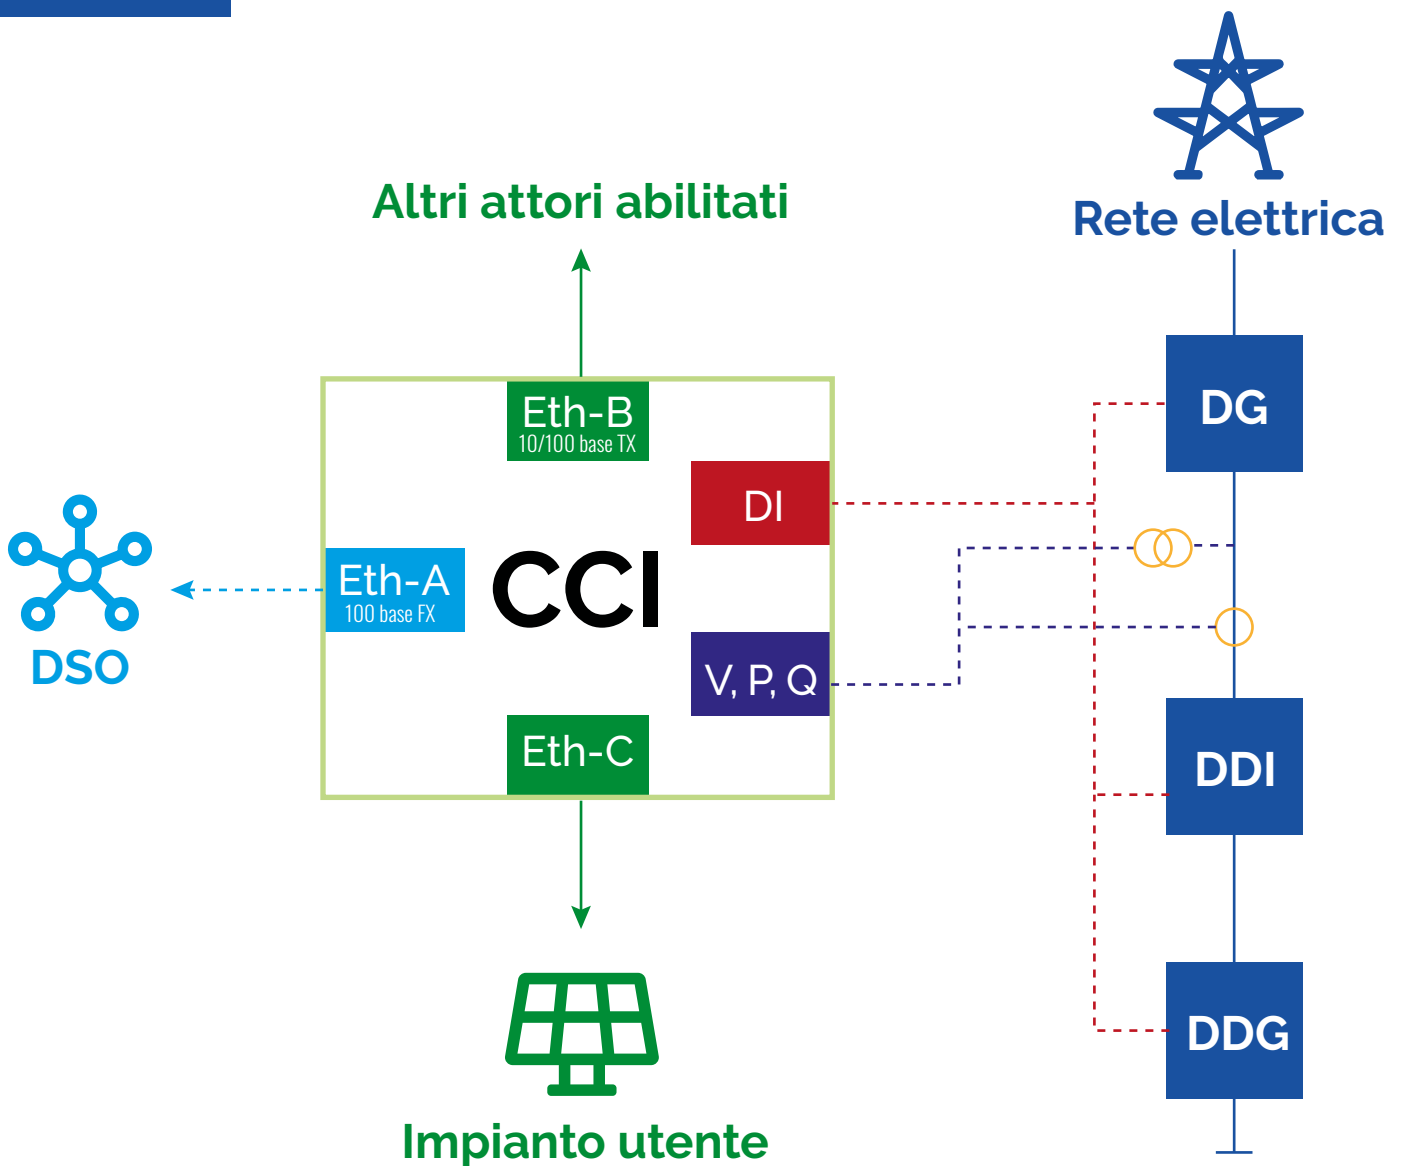 Altri attori abilitati
Rete elettrica
Eth-B
10/100 base TX
DG
DI
Eth-A
100 base FX
CCI
DSO
V, P, Q
Eth-C
DDI
DDG
Impianto utente